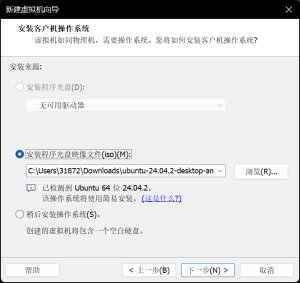 新建虚拟机向导
安装客户机操作系统
虚拟机如同物理机，需要操作系统。您将如何安装客户机操作系统?
安装来源:
安装程序光盘(D):
无可用驱动器
安装程序光盘映像文件(iso)(M):
C:\Users\31872\Downloads\ubuntu-24.04.2-desktop-am
浏览(R)...
已检测到 Ubuntu 64 位 24.04.2。
该操作系统将使用简易安装。(这是什么?)
稍后安装操作系统(S)。
创建的虚拟机将包含一个空白硬盘。
帮助
< 上一步(B)
下一步(N) >
取消